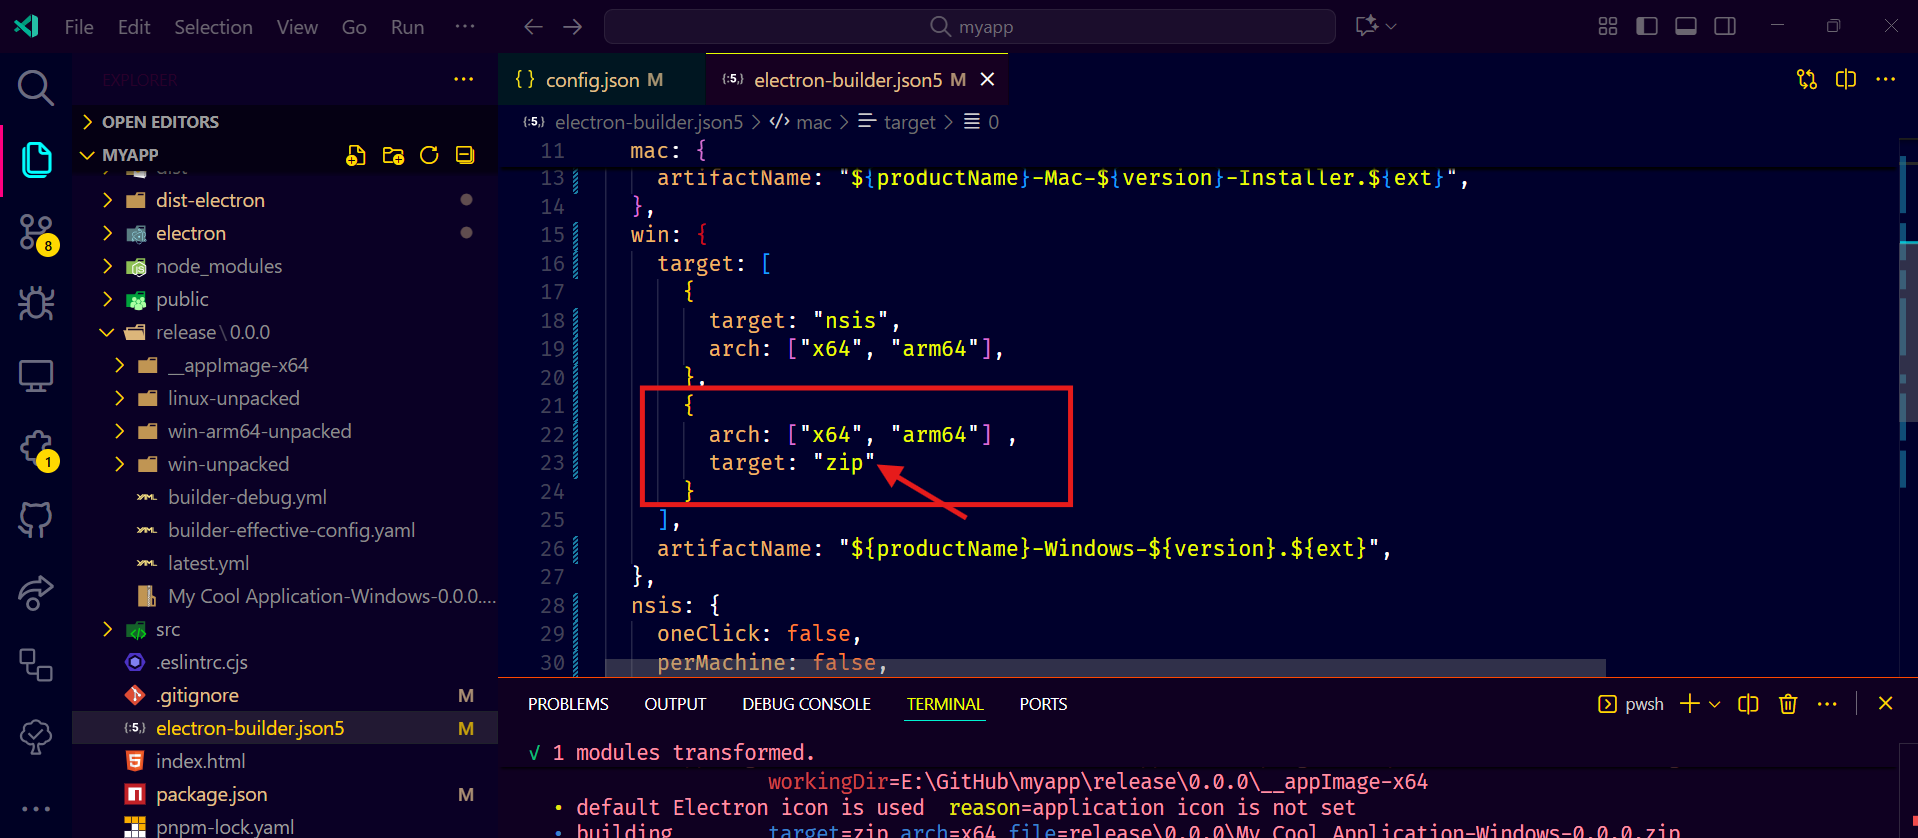 File Edit Selection View Go Run ···
myapp
EXPLORER
OPEN EDITORS
MYAPP
dist
dist-electron
electron
node_modules
public
release\0.0.0
__appImage-x64
linux-unpacked
win-arm64-unpacked
win-unpacked
builder-debug.yml
builder-effective-config.yaml
latest.yml
My Cool Application-Windows-0.0.0....
src
.eslintrc.cjs
.gitignore M
electron-builder.json5 M
index.html
package.json M
pnpm-lock.yaml
8
1
{} config.json M
{:5,} electron-builder.json5 M
{:5,} electron-builder.json5 > </> mac > target > 0
11 mac: {
13 artifactName: "${productName}-Mac-${version}-Installer.${ext}",
14 },
15 win: {
16 target: [
17 {
18 target: "nsis",
19 arch: ["x64", "arm64"],
20 },
21 {
22 arch: ["x64", "arm64"] ,
23 target: "zip"
24 }
25 ],
26 artifactName: "${productName}-Windows-${version}.${ext}",
27 },
28 nsis: {
29 oneClick: false,
30 perMachine: false,
PROBLEMS OUTPUT DEBUG CONSOLE TERMINAL PORTS
pwsh
√ 1 modules transformed.
workingDir=E:\GitHub\myapp\release\0.0.0\__appImage-x64
• default Electron icon is used reason=application icon is not set
• building target=zip arch=x64 file=release\0.0.0\My Cool Application-Windows-0.0.0.zip